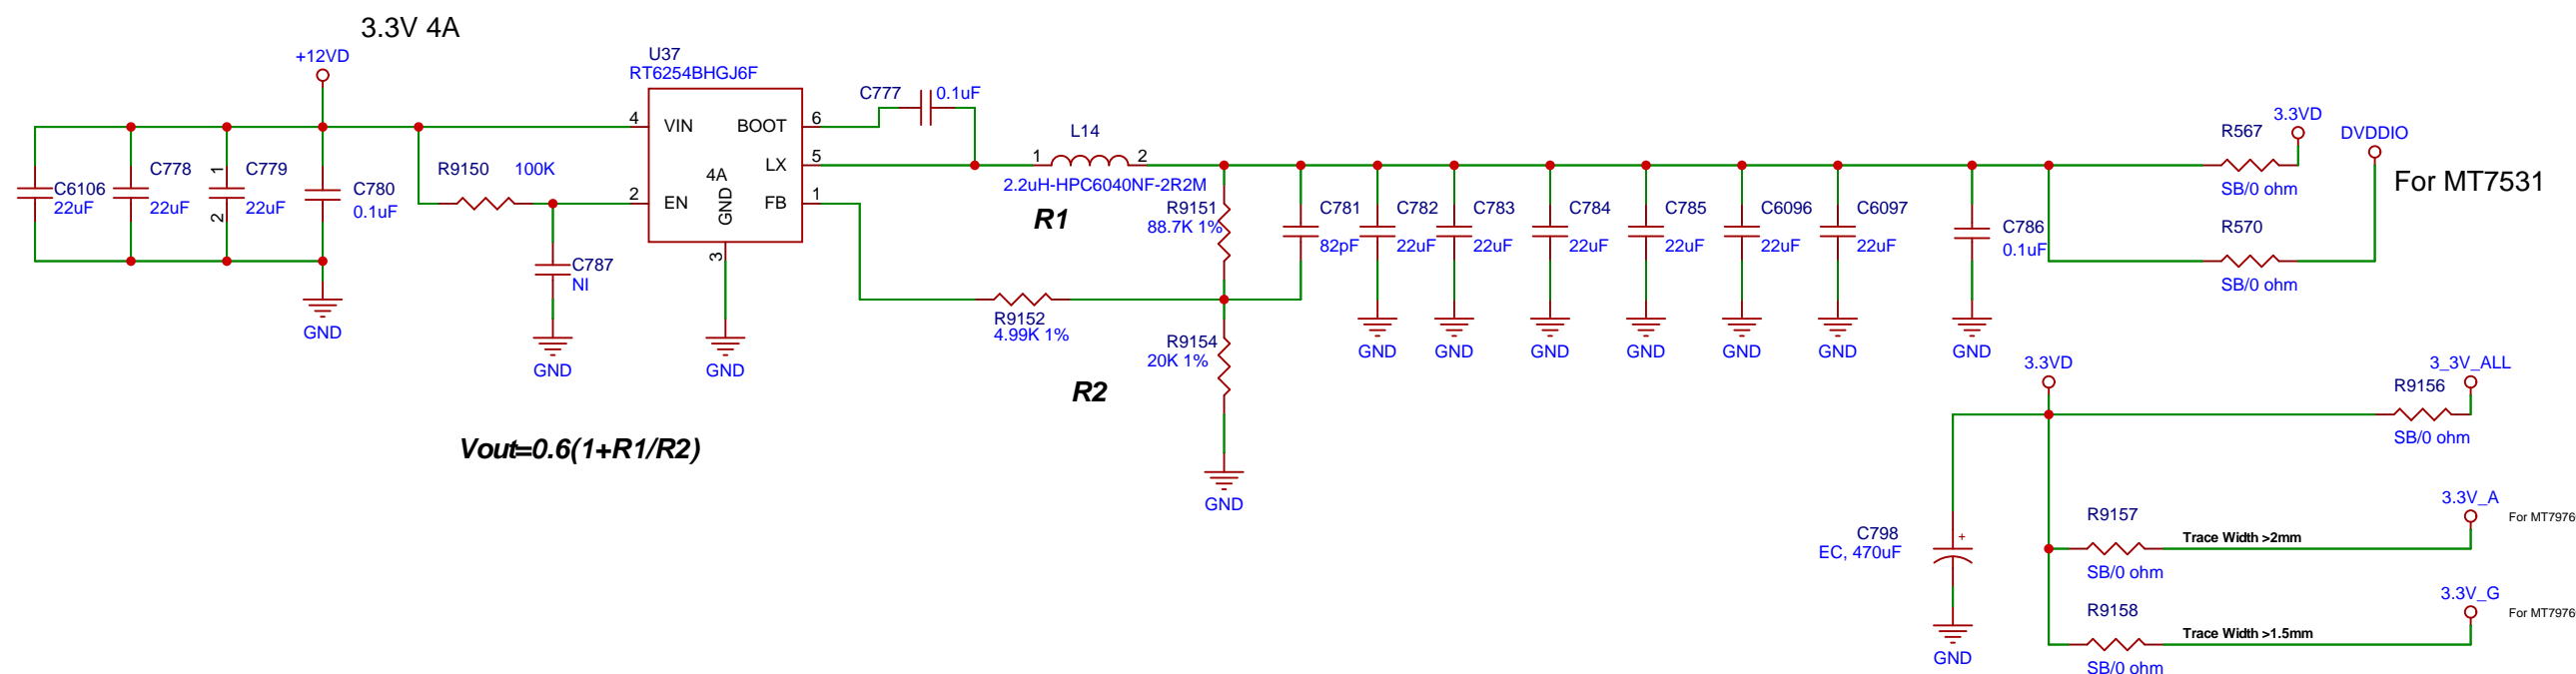 3.3V 4A
+12VD
U37
RT6254BHGJ6F
C777
0.1uF
4
VIN
BOOT
6
LX
5
4A
GND
2
EN
FB
1
3
C6106
22uF
C778
22uF
1
C779
22uF
2
C780
0.1uF
GND
R9150
100K
C787
NI
GND
GND
L14
1
2
2.2uH-HPC6040NF-2R2M
R1
R9151
88.7K 1%
R9152
4.99K 1%
R9154
20K 1%
R2
GND
Vout=0.6(1+R1/R2)
C781
82pF
C782
22uF
C783
22uF
C784
22uF
C785
22uF
C6096
22uF
C6097
22uF
C786
0.1uF
GND
GND
GND
GND
GND
GND
GND
R567
3.3VD
SB/0 ohm
DVDDIO
For MT7531
R570
SB/0 ohm
3.3VD
3_3V_ALL
R9156
SB/0 ohm
C798
EC, 470uF
+
GND
R9157
SB/0 ohm
Trace Width >2mm
3.3V_A
For MT7976
R9158
SB/0 ohm
Trace Width >1.5mm
3.3V_G
For MT7976